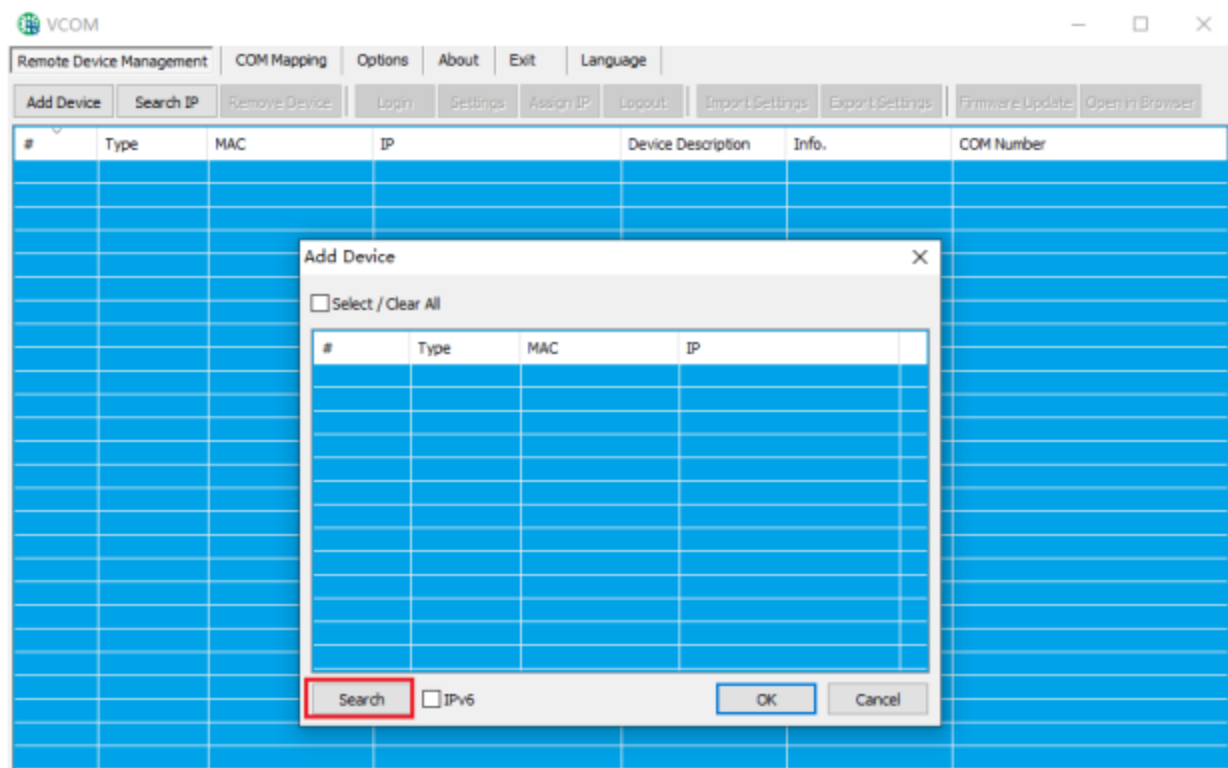 VCOM
Remote Device Management COM Mapping Options About Exit Language
Add Device Search IP Remove Device Login Settings Assign IP Logout Import Settings Export Settings Firmware Update Open in Browser
# Type MAC IP Device Description Info. COM Number
Add Device
Select / Clear All
# Type MAC IP
Search IPv6 OK Cancel